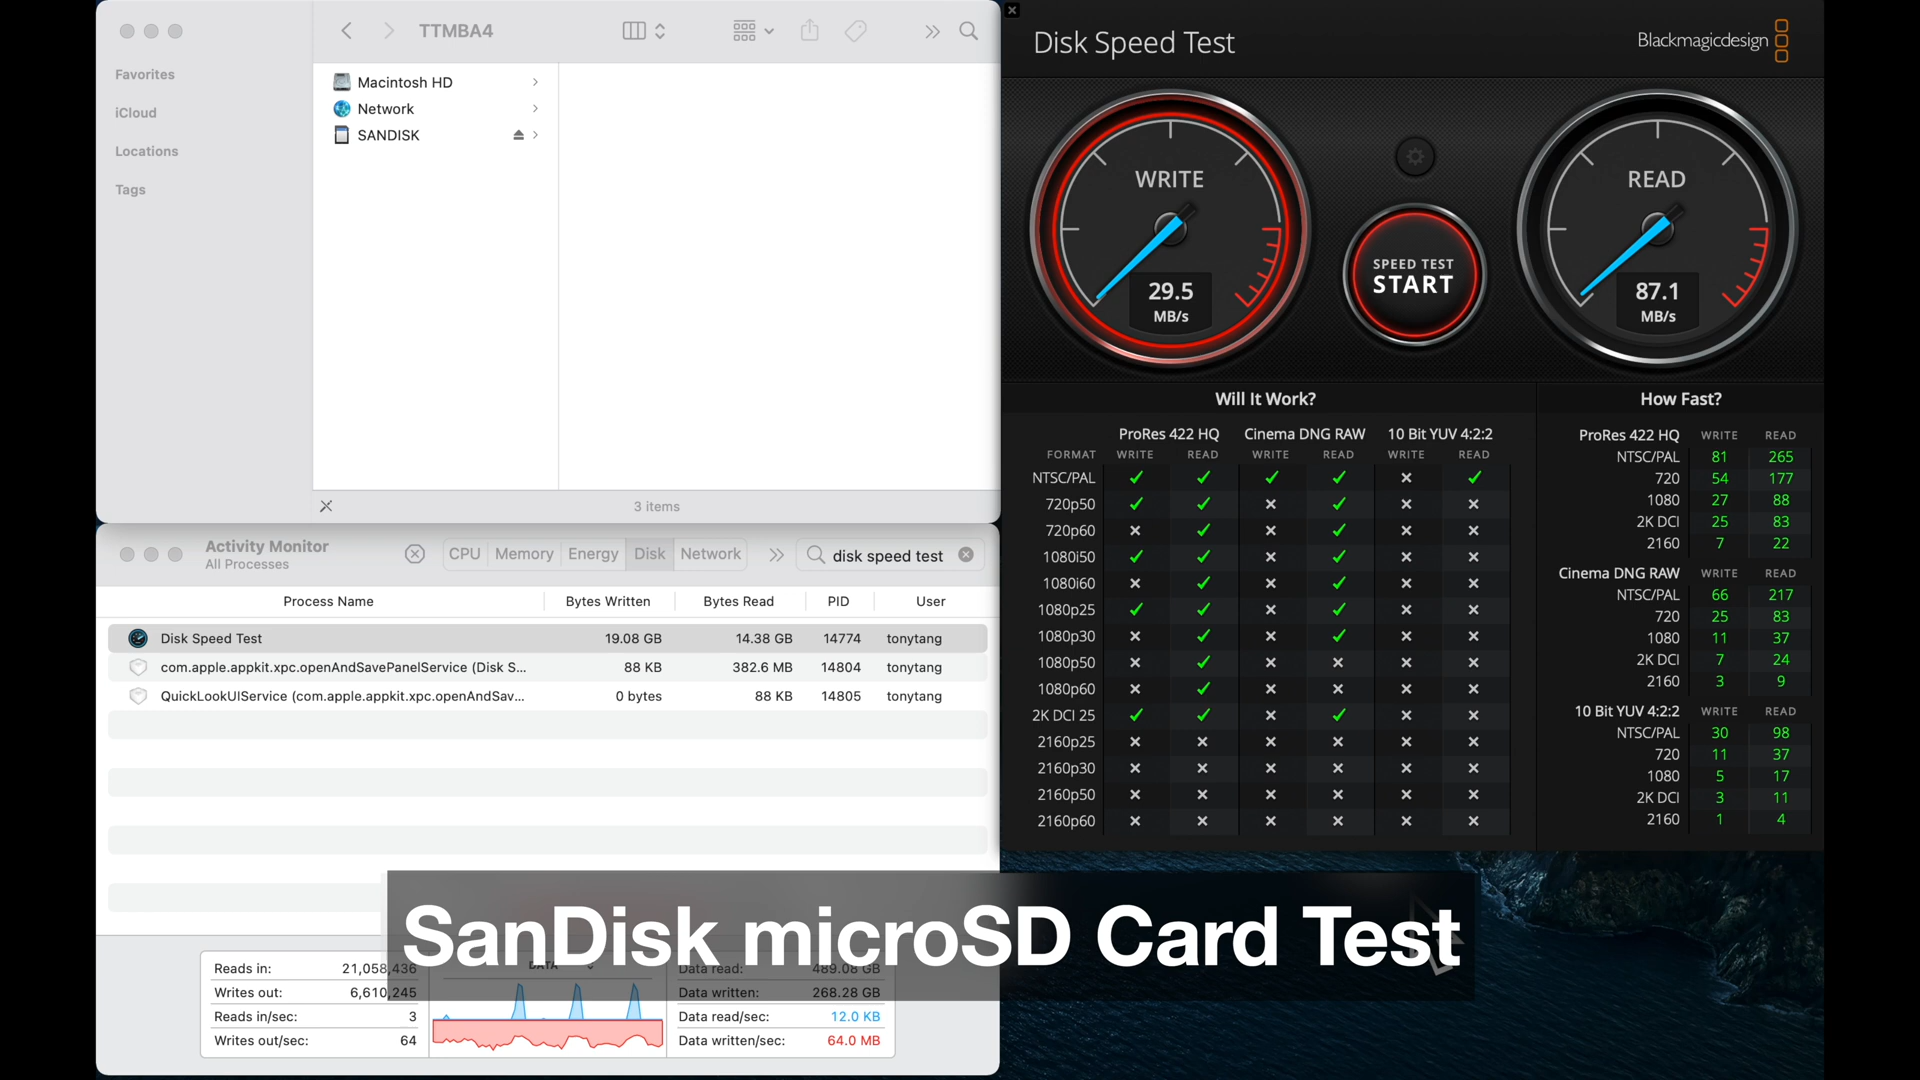 TTMBA4
Favorites
iCloud
Locations
Tags
Macintosh HD
Network
SANDISK
3 items
Activity Monitor
All Processes
CPU Memory Energy Disk Network
disk speed test
Process Name Bytes Written Bytes Read PID User
Disk Speed Test 19.08 GB 14.38 GB 14774 tonytang
com.apple.appkit.xpc.openAndSavePanelService (Disk S... 88 KB 382.6 MB 14804 tonytang
QuickLookUIService (com.apple.appkit.xpc.openAndSav... 0 bytes 88 KB 14805 tonytang
Reads in: 21,058,436
Writes out: 6,610,245
Reads in/sec: 3
Writes out/sec: 64
DATA
Data read: 489.08 GB
Data written: 268.28 GB
Data read/sec: 12.0 KB
Data written/sec: 64.0 MB
Disk Speed Test
Blackmagicdesign
WRITE
29.5
MB/s
SPEED TEST
START
READ
87.1
MB/s
Will It Work?
ProRes 422 HQ Cinema DNG RAW 10 Bit YUV 4:2:2
FORMAT WRITE READ WRITE READ WRITE READ
NTSC/PAL ✓ ✓ ✓ ✓ × ✓
720p50 ✓ ✓ × ✓ × ×
720p60 × ✓ × ✓ × ×
1080i50 ✓ ✓ × ✓ × ×
1080i60 × ✓ × ✓ × ×
1080p25 ✓ ✓ × ✓ × ×
1080p30 × ✓ × ✓ × ×
1080p50 × ✓ × × × ×
1080p60 × ✓ × × × ×
2K DCI 25 ✓ ✓ × ✓ × ×
2160p25 × × × × × ×
2160p30 × × × × × ×
2160p50 × × × × × ×
2160p60 × × × × × ×
How Fast?
ProRes 422 HQ WRITE READ
NTSC/PAL 81 265
720 54 177
1080 27 88
2K DCI 25 83
2160 7 22
Cinema DNG RAW WRITE READ
NTSC/PAL 66 217
720 25 83
1080 11 37
2K DCI 7 24
2160 3 9
10 Bit YUV 4:2:2 WRITE READ
NTSC/PAL 30 98
720 11 37
1080 5 17
2K DCI 3 11
2160 1 4
SanDisk microSD Card Test